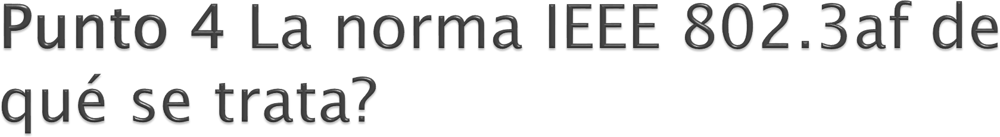 Punto 4 La norma IEEE 802.3af de
qué se trata?